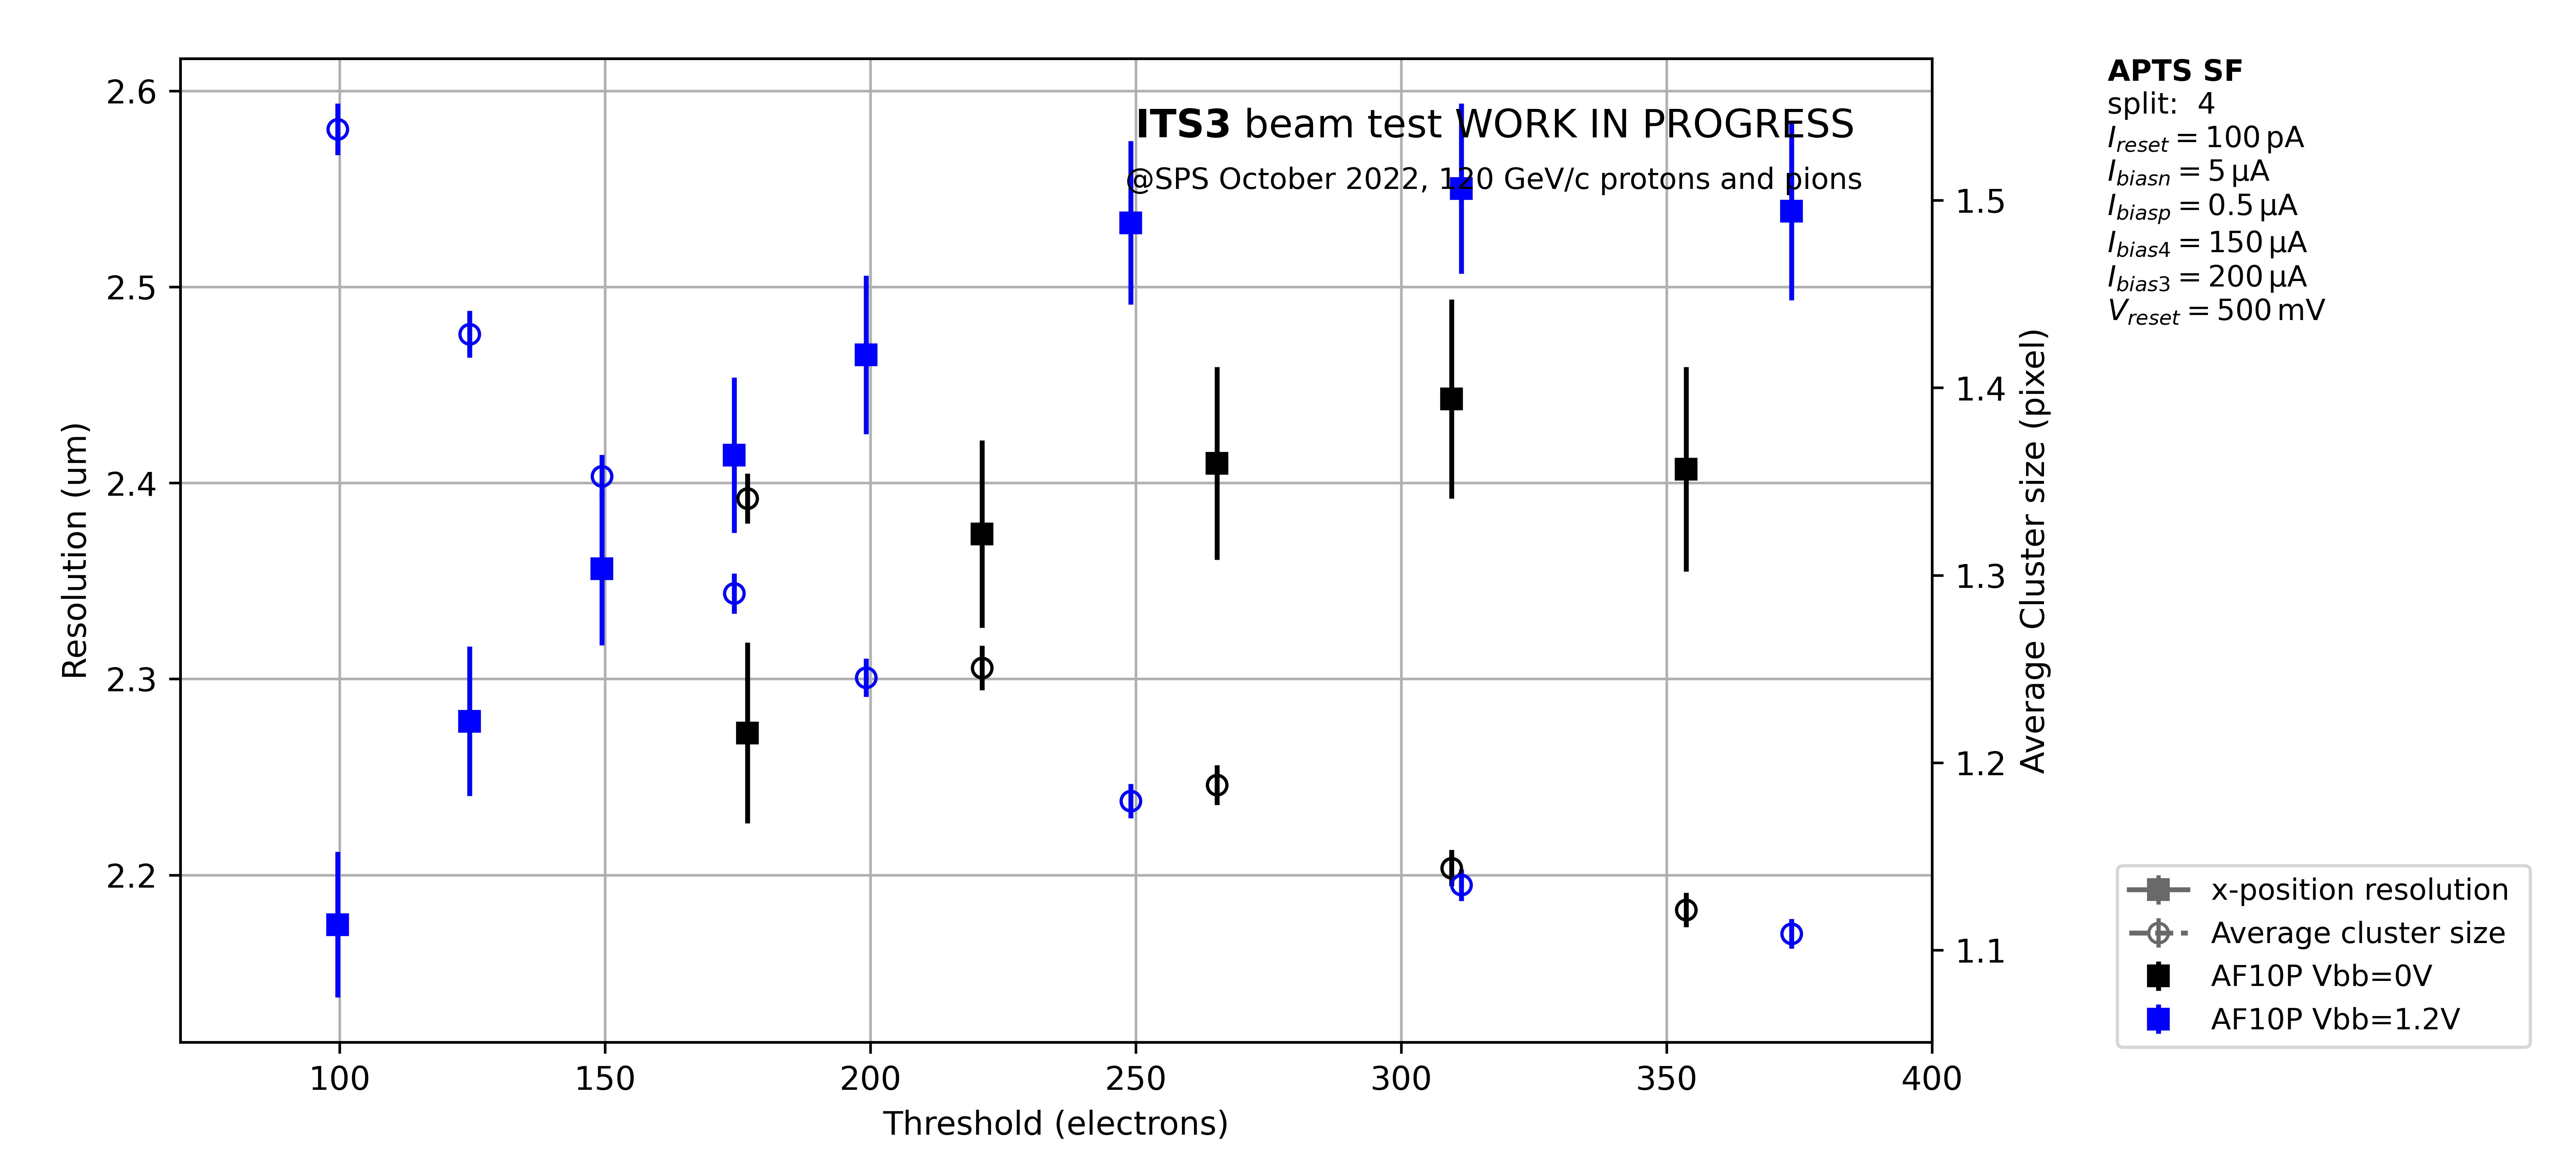 ITS3 beam test WORK IN PROGRESS
@SPS October 2022, 120 GeV/c protons and pions
Resolution (um)
2.6
2.5
2.4
2.3
2.2
100
150
200
250
300
350
400
Threshold (electrons)
1.5
1.4
1.3
1.2
1.1
Average Cluster size (pixel)
APTS SF
split: 4
I_reset = 100 pA
I_biasn = 5 µA
I_biasp = 0.5 µA
I_bias4 = 150 µA
I_bias3 = 200 µA
V_reset = 500 mV
x-position resolution
Average cluster size
AF10P Vbb=0V
AF10P Vbb=1.2V